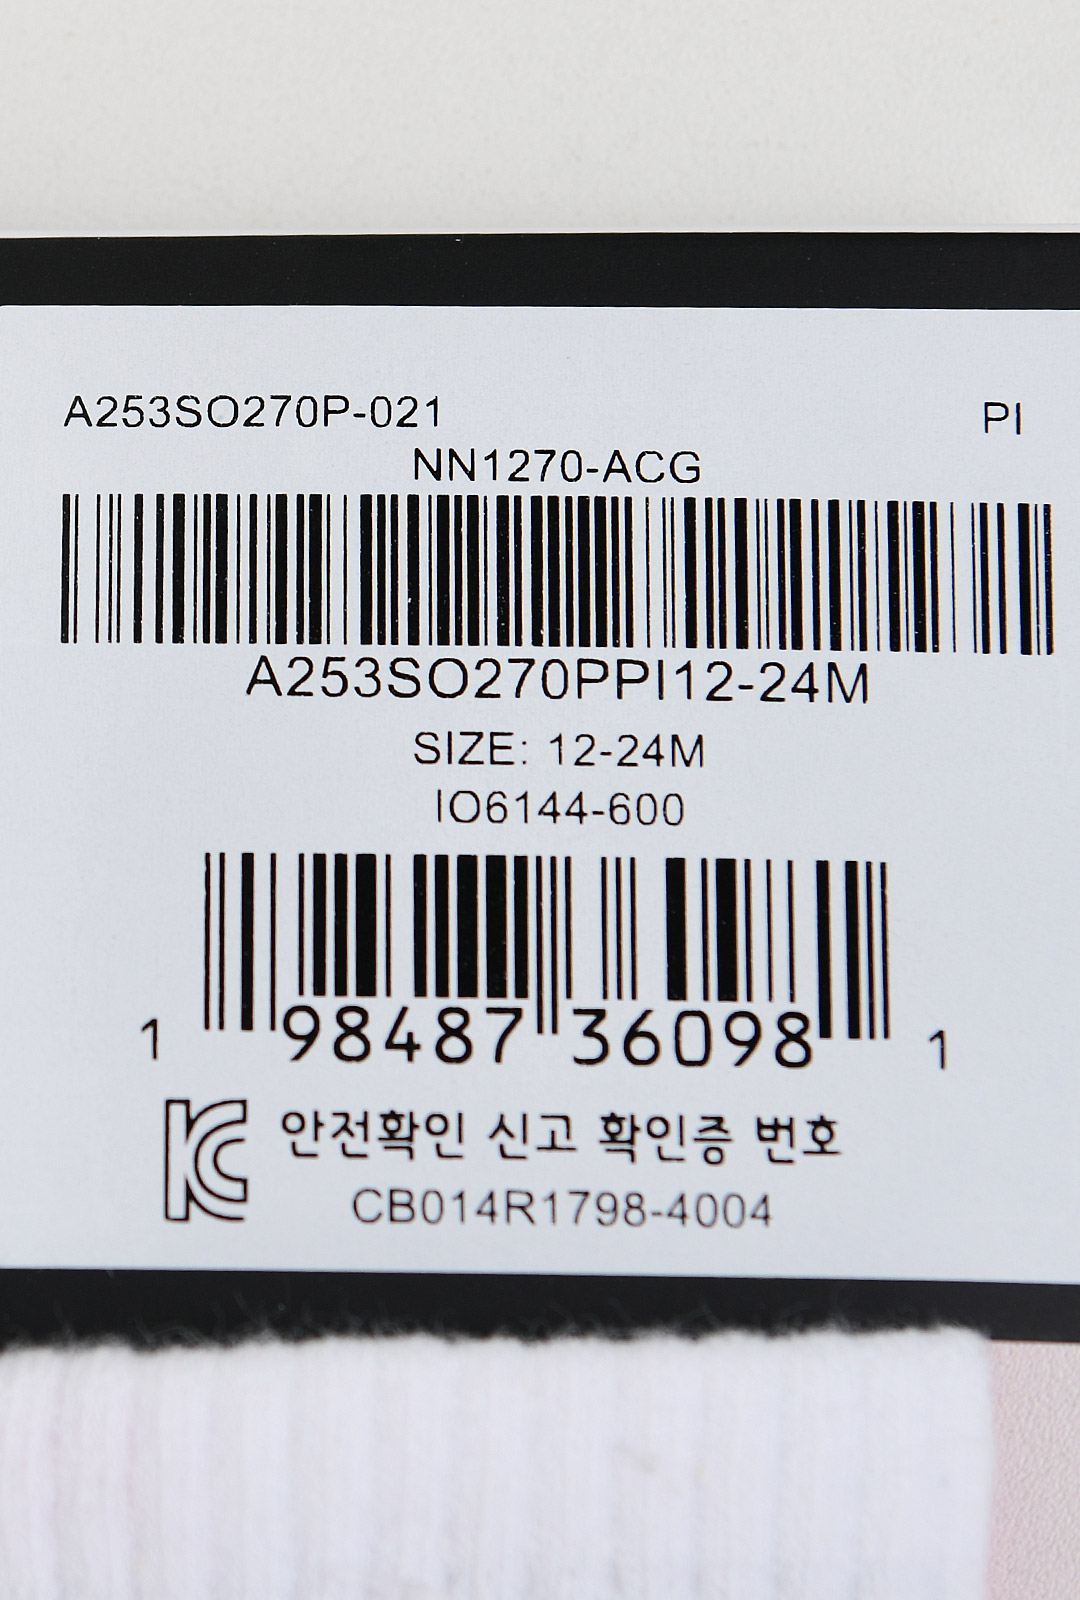 A253SO270P-021 PI
NN1270-ACG
A253SO270PPI12-24M
SIZE: 12-24M
IO6144-600
1 98487 36098 1
KC 안전확인 신고 확인증 번호
CB014R1798-4004